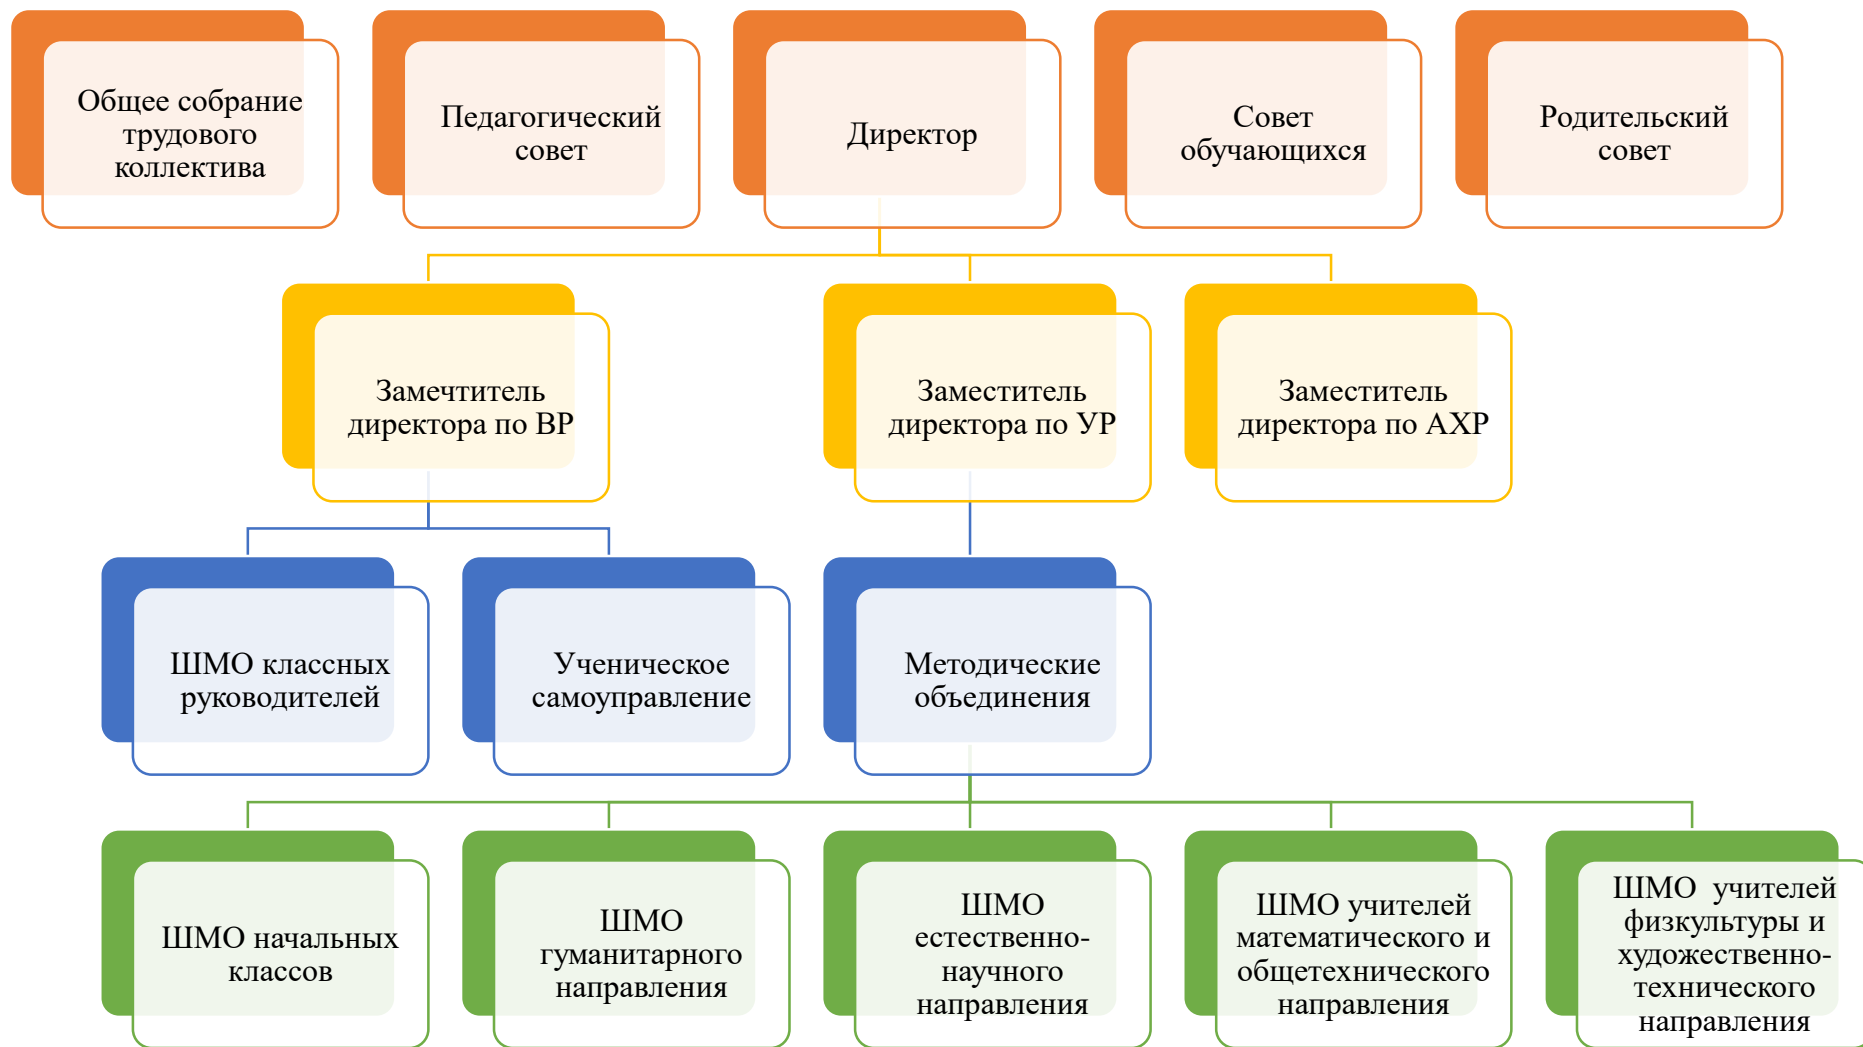 Общее собрание
трудового
коллектива
Педагогический
совет
Директор
Совет
обучающихся
Родительский
совет
Замечтитель
директора по ВР
Заместитель
директора по УР
Заместитель
директора по АХР
ШМО классных
руководителей
Ученическое
самоуправление
Методические
объединения
ШМО начальных
классов
ШМО
гуманитарного
направления
ШМО
естественно-
научного
направления
ШМО учителей
математического и
общетехнического
направления
ШМО  учителей
физкультуры и
художественно-
технического
направления